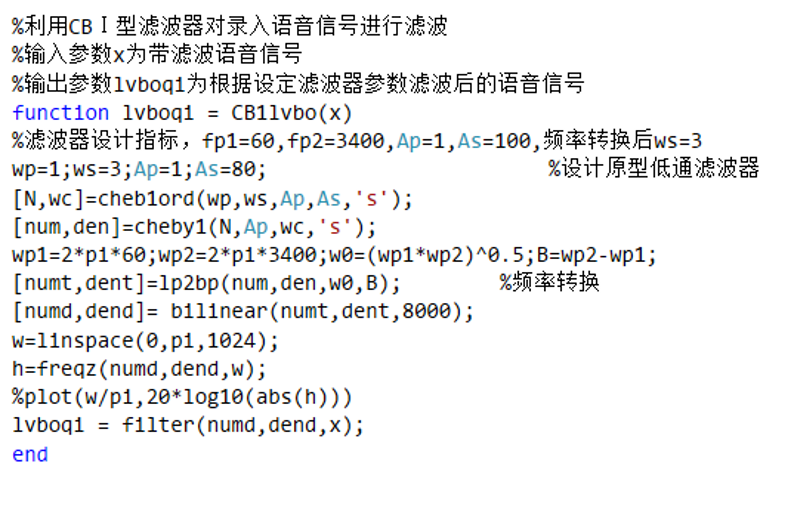 %利用CBⅠ型滤波器对录入语音信号进行滤波
%输入参数x为带滤波语音信号
%输出参数lvboqi为根据设定滤波器参数滤波后的语音信号
function lvboqi = CB1lvbo(x)
%滤波器设计指标，fp1=60,fp2=3400,Ap=1,As=100,频率转换后ws=3
wp=1;ws=3;Ap=1;As=80; %设计原型低通滤波器
[N,wc]=cheb1ord(wp,ws,Ap,As,'s');
[num,den]=cheby1(N,Ap,wc,'s');
wp1=2*pi*60;wp2=2*pi*3400;w0=(wp1*wp2)^0.5;B=wp2-wp1;
[numt,dent]=lp2bp(num,den,w0,B); %频率转换
[numd,dend]= bilinear(numt,dent,8000);
w=linspace(0,pi,1024);
h=freqz(numd,dend,w);
%plot(w/pi,20*log10(abs(h)))
lvboqi = filter(numd,dend,x);
end